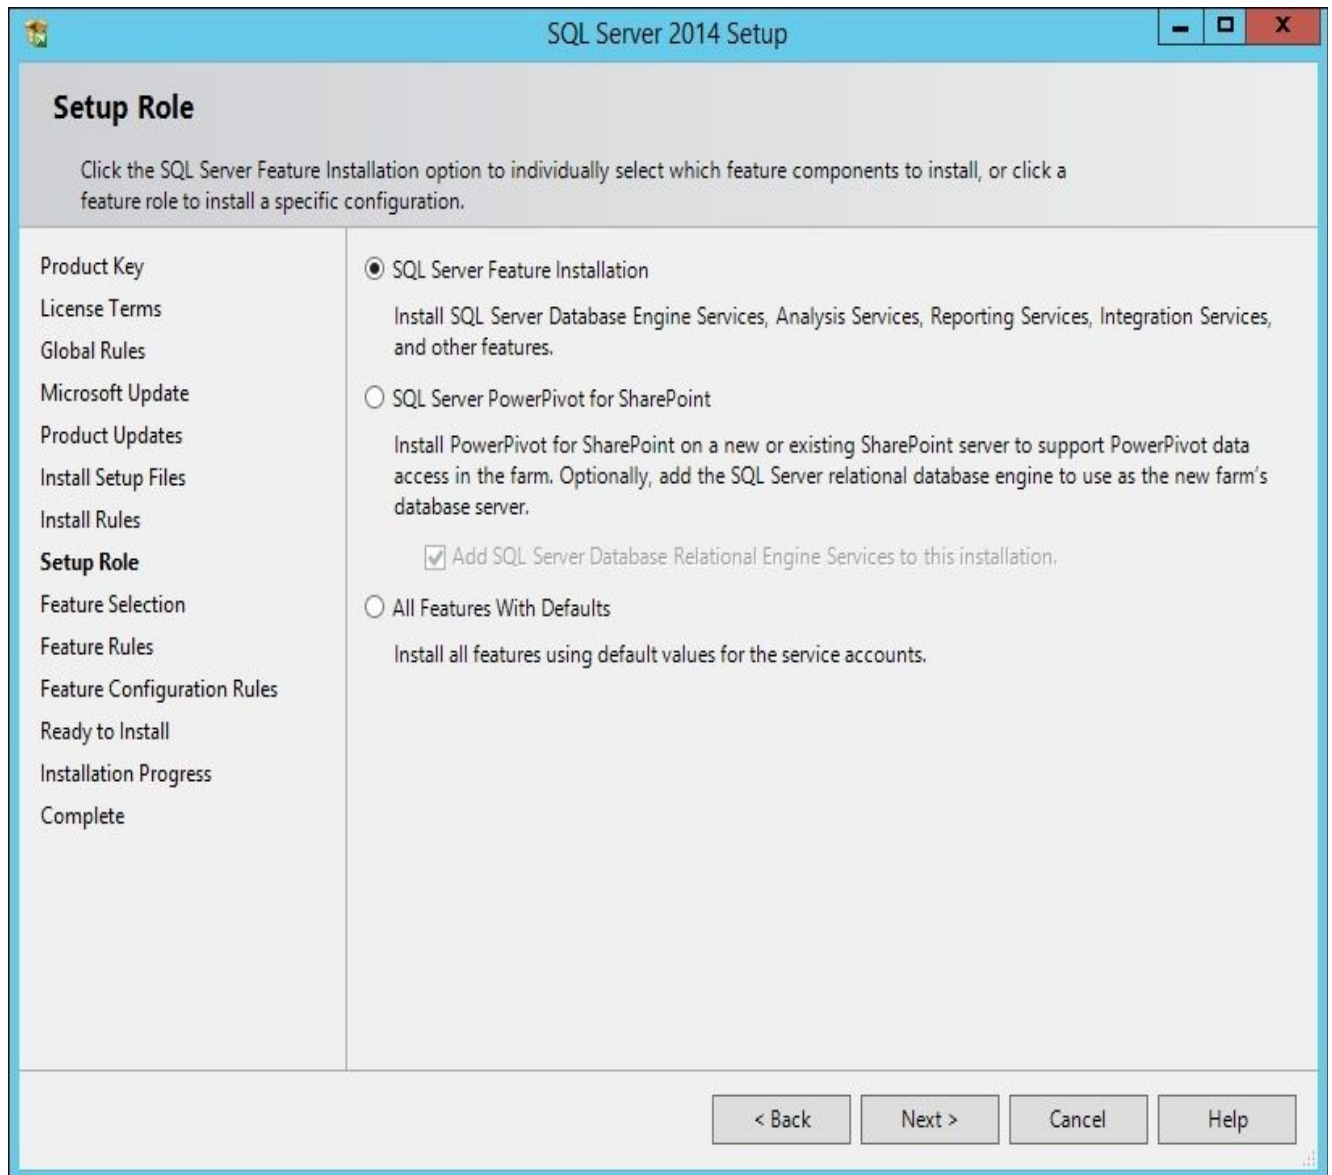 SQL Server 2014 Setup
X
Setup Role
Click the SQL Server Feature Installation option to individually select which feature components to install, or click a
feature role to install a specific configuration.
Product Key
License Terms
Global Rules
Microsoft Update
Product Updates
Install Setup Files
Install Rules
Setup Role
Feature Selection
Feature Rules
Feature Configuration Rules
Ready to Install
Installation Progress
Complete
SQL Server Feature Installation
Install SQL Server Database Engine Services, Analysis Services, Reporting Services, Integration Services,
and other features.
SQL Server PowerPivot for SharePoint
Install PowerPivot for SharePoint on a new or existing SharePoint server to support PowerPivot data
access in the farm. Optionally, add the SQL Server relational database engine to use as the new farm's
database server.
Add SQL Server Database Relational Engine Services to this installation.
All Features With Defaults
Install all features using default values for the service accounts.
< Back
Next >
Cancel
Help